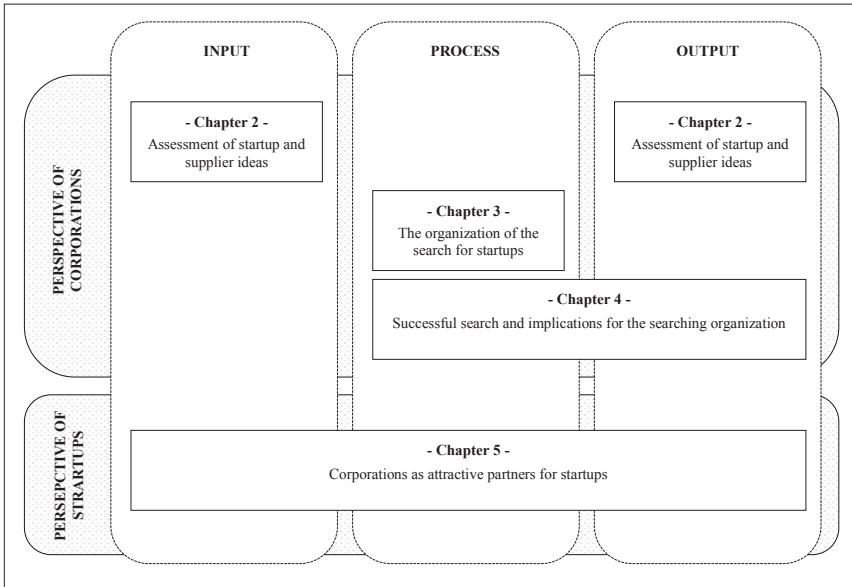 INPUT
PROCESS
OUTPUT
PERSPECTIVE OF
CORPORATIONS
- Chapter 2 -
Assessment of startup and
supplier ideas
- Chapter 2 -
Assessment of startup and
supplier ideas
- Chapter 3 -
The organization of the
search for startups
- Chapter 4 -
Successful search and implications for the searching organization
PERSEPCTIVE OF
STRARTUPS
- Chapter 5 -
Corporations as attractive partners for startups